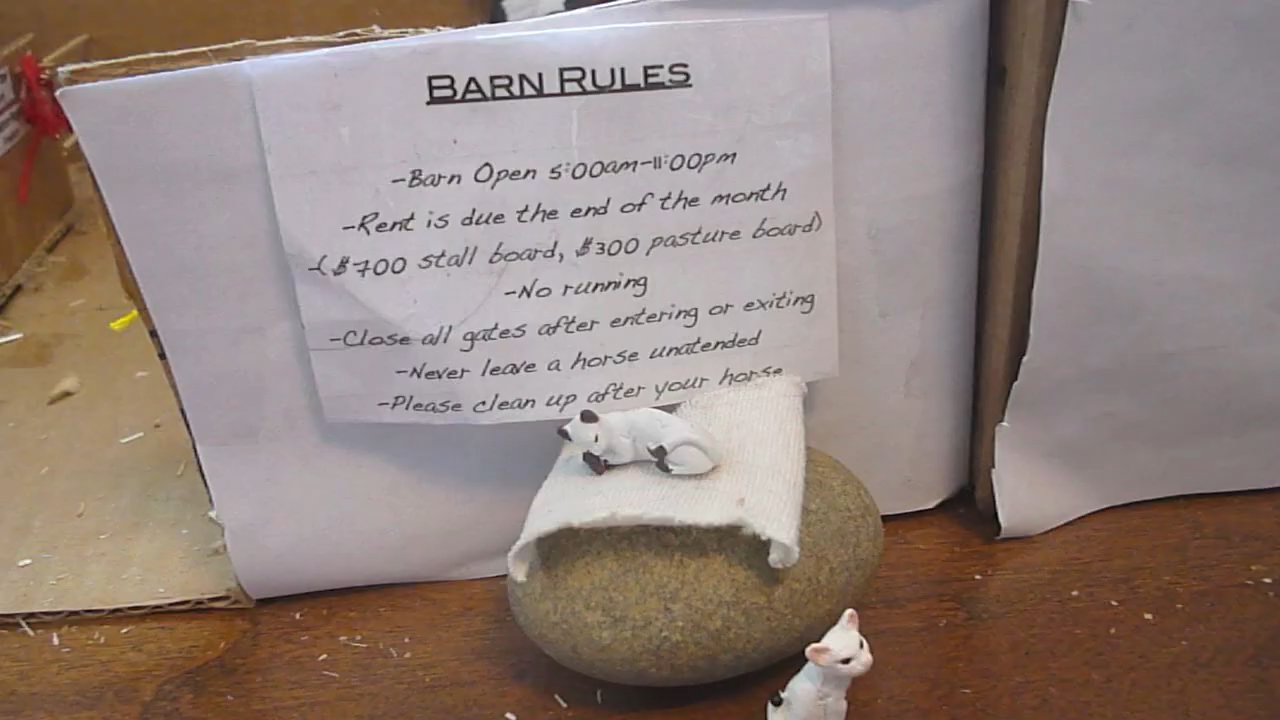 BARN RULES
-Barn Open 5:00am-11:00pm
-Rent is due the end of the month
-($700 stall board, $300 pasture board)
-No running
-Close all gates after entering or exiting
-Never leave a horse unatended
-Please clean up after your horse